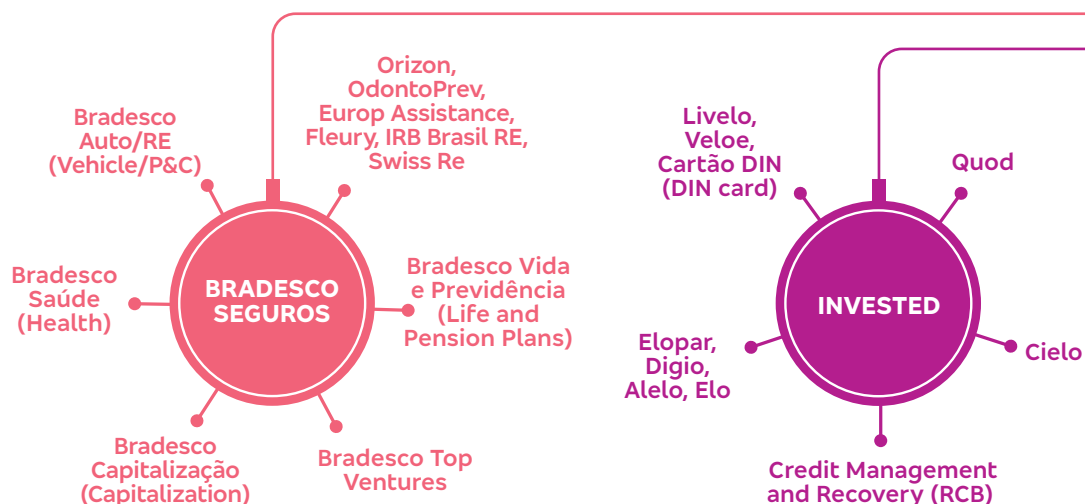 Orizon,
OdontoPrev,
Europ Assistance,
Fleury, IRB Brasil RE,
Swiss Re
Bradesco
Auto/RE
(Vehicle/P&C)
Bradesco
Saúde
(Health)
BRADESCO
SEGUROS
Bradesco Vida
e Previdência
(Life and
Pension Plans)
Bradesco
Capitalização
(Capitalization)
Bradesco Top
Ventures
Livelo,
Veloe,
Cartão DIN
(DIN card)
Quod
INVESTED
Elopar,
Digio,
Alelo, Elo
Cielo
Credit Management
and Recovery (RCB)